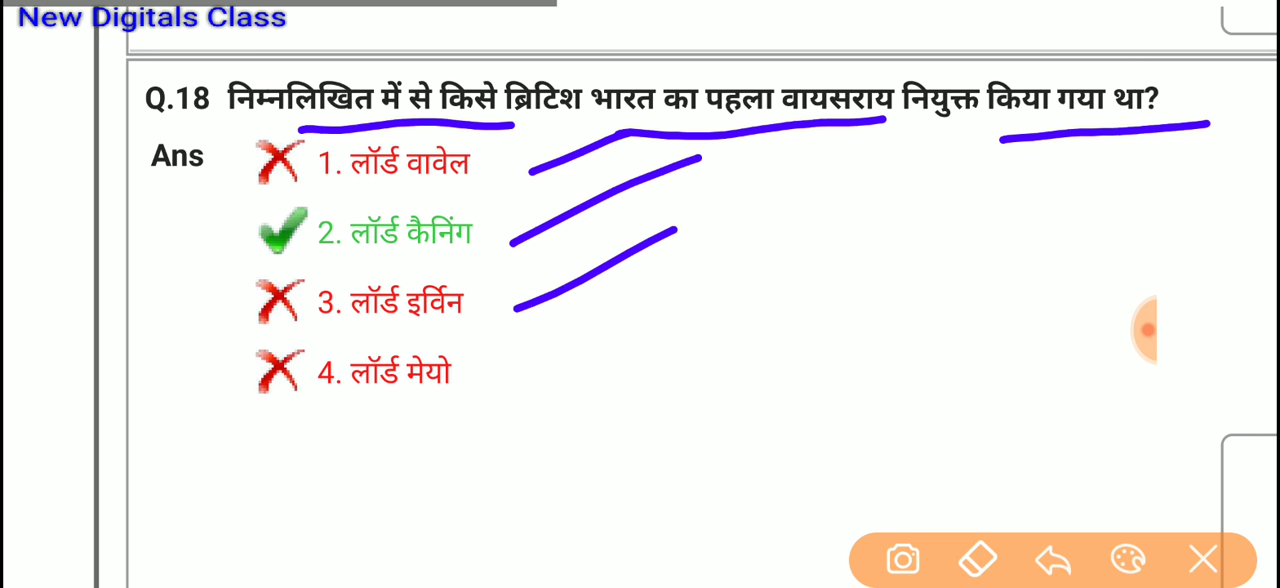 New Digitals Class
Q.18 निम्नलिखित में से किसे ब्रिटिश भारत का पहला वायसराय नियुक्त किया गया था?
Ans
1. लॉर्ड वावेल
2. लॉर्ड कैनिंग
3. लॉर्ड इर्विन
4. लॉर्ड मेयो